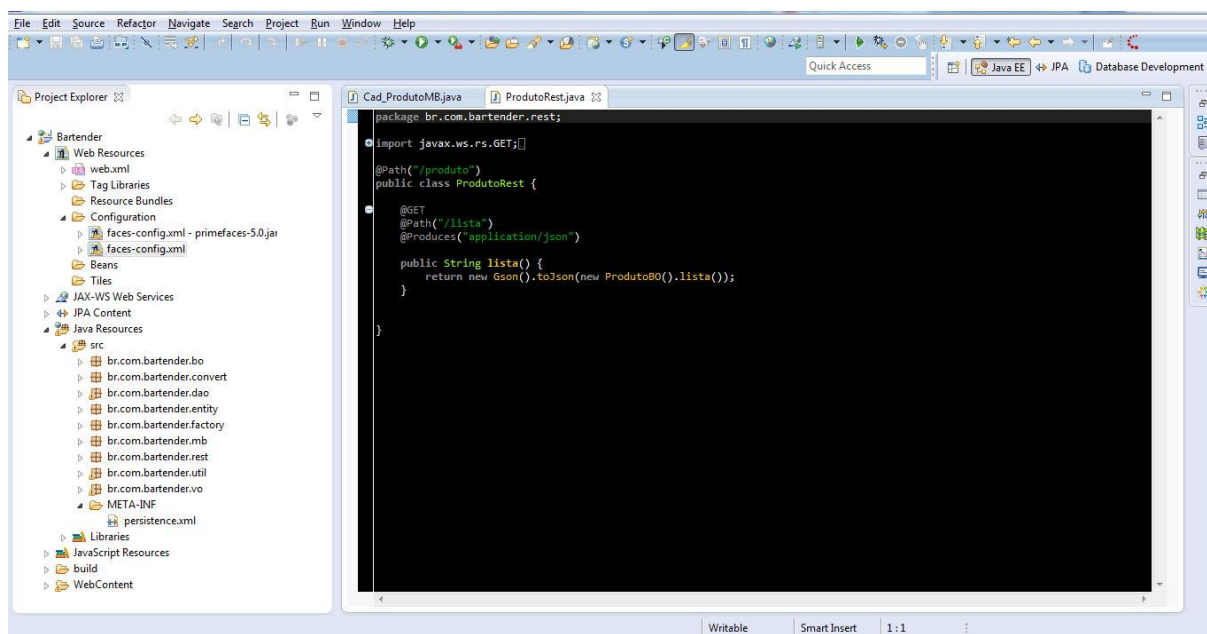 File Edit Source Refactor Navigate Search Project Run Window Help
Quick Access
Java EE JPA Database Development
Project Explorer
Cad_ProdutoMB.java ProdutoRest.java
Bartender
Web Resources
web.xml
Tag Libraries
Resource Bundles
Configuration
faces-config.xml - primefaces-5.0.jar
faces-config.xml
Beans
Tiles
JAX-WS Web Services
JPA Content
Java Resources
src
br.com.bartender.bo
br.com.bartender.convert
br.com.bartender.dao
br.com.bartender.entity
br.com.bartender.factory
br.com.bartender.mb
br.com.bartender.rest
br.com.bartender.util
br.com.bartender.vo
META-INF
persistence.xml
Libraries
JavaScript Resources
build
WebContent
package br.com.bartender.rest;
import javax.ws.rs.GET;
@Path("/produto")
public class ProdutoRest {
@GET
@Path("/lista")
@Produces("application/json")
public String lista() {
return new Gson().toJson(new ProdutoBO().lista());
}
}
Writable Smart Insert 1 : 1